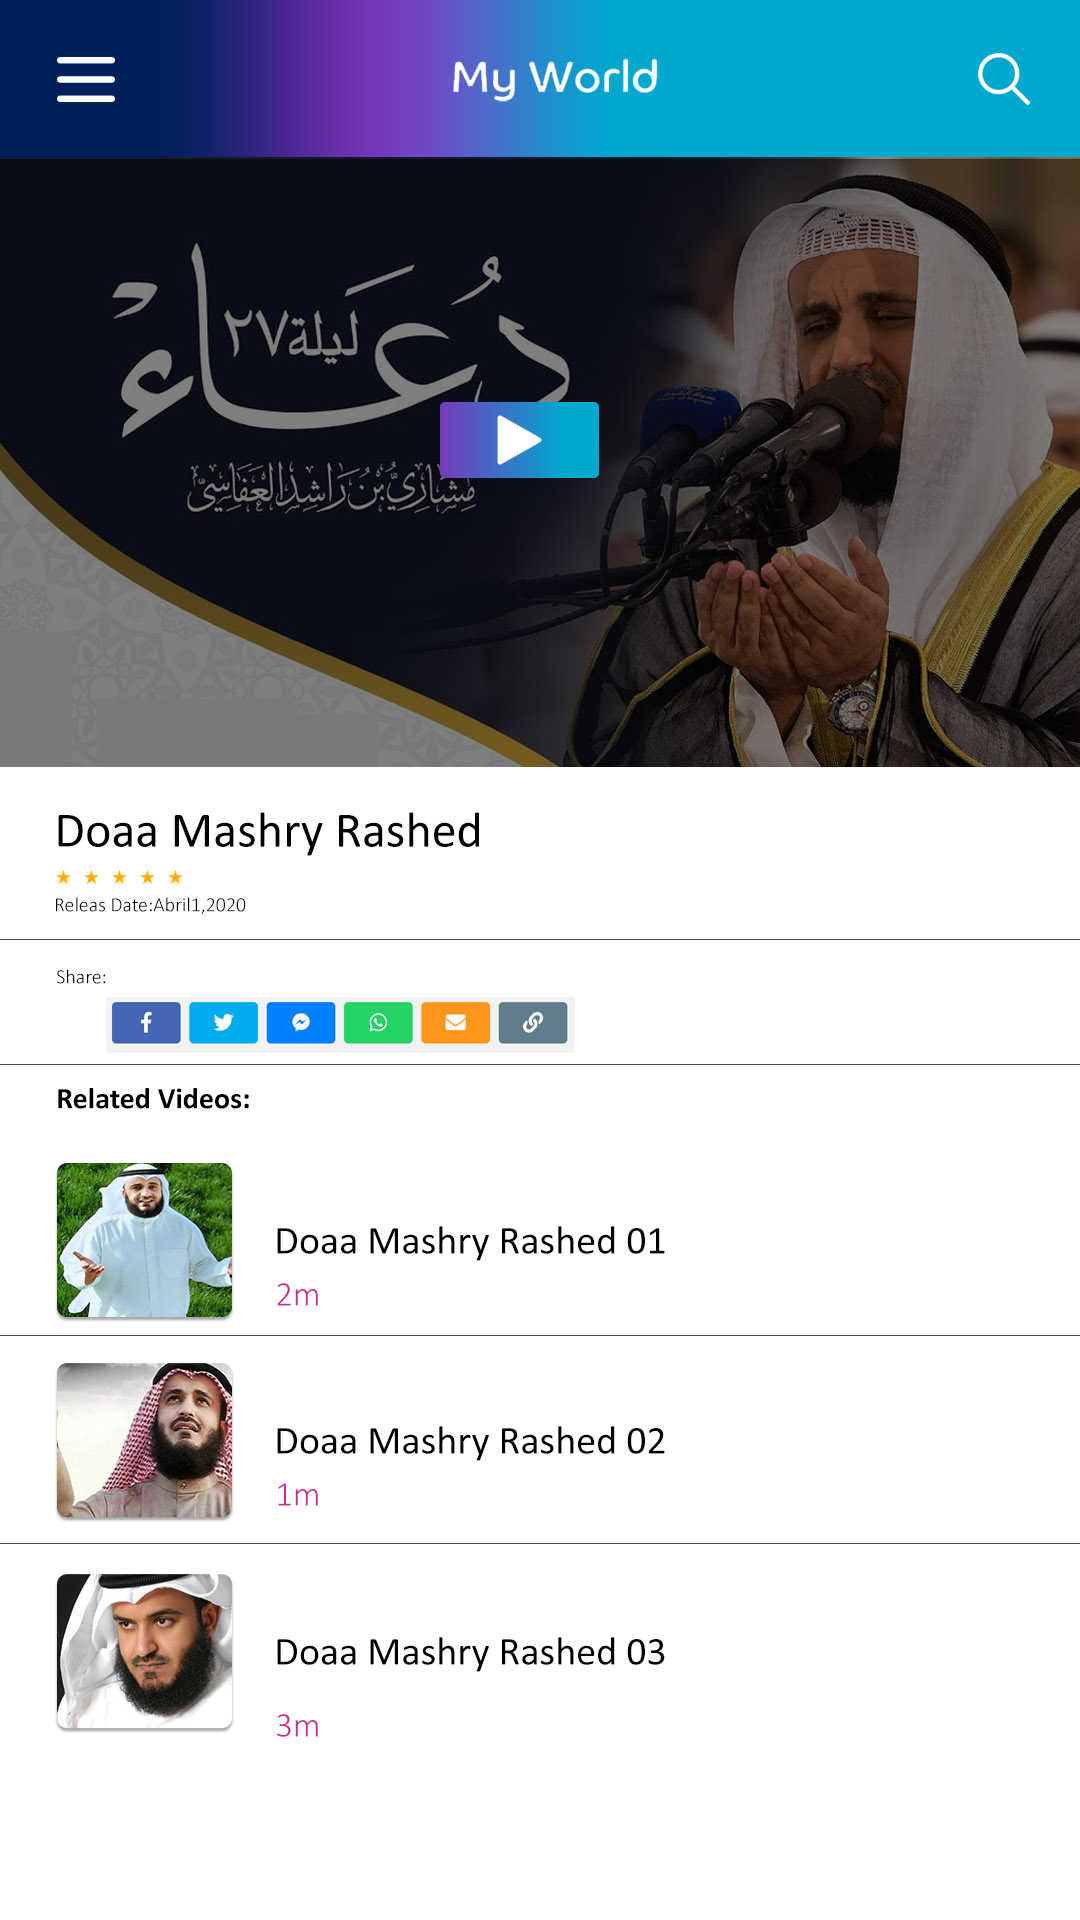 My World
دُعَاء
ليلة ٢٧
مشاري بن راشد العفاسي
Doaa Mashry Rashed
★ ★ ★ ★ ★
Releas Date:Abril1,2020
Share:
Related Videos:
Doaa Mashry Rashed 01
2m
Doaa Mashry Rashed 02
1m
Doaa Mashry Rashed 03
3m